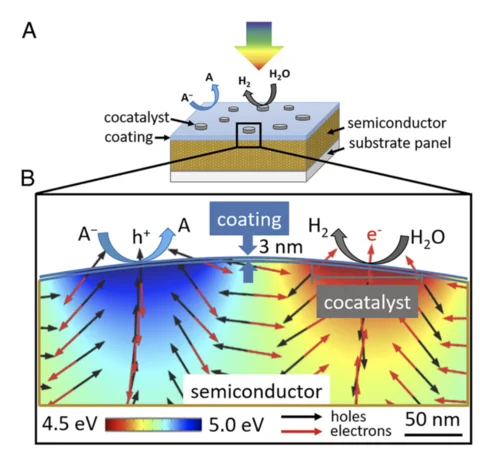 A
A
H₂
H₂O
A⁻
cocatalyst
coating
semiconductor
substrate panel
B
A⁻
h⁺
A
coating
3 nm
H₂
e⁻
H₂O
cocatalyst
semiconductor
4.5 eV
5.0 eV
holes
electrons
50 nm